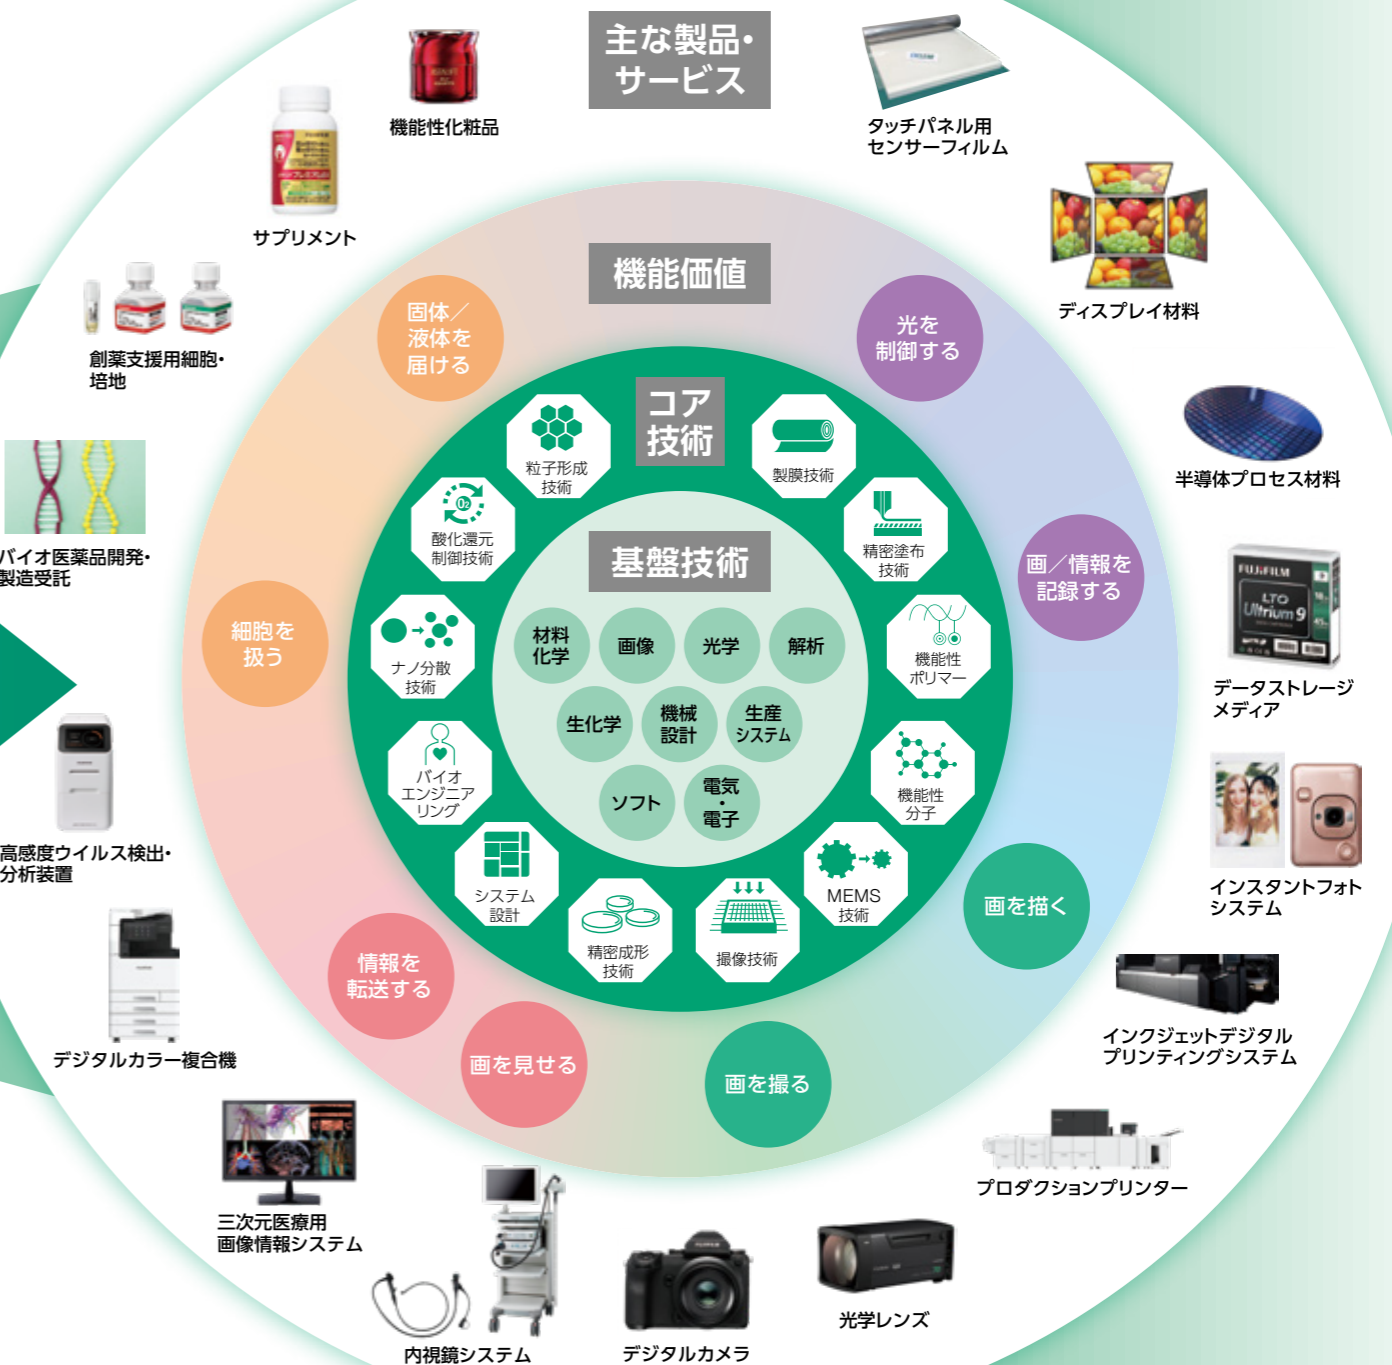 主な製品・
サービス
機能性化粧品
サプリメント
創薬支援用細胞・
培地
バイオ医薬品開発・
製造受託
高感度ウイルス検出・
分析装置
デジタルカラー複合機
三次元医療用
画像情報システム
内視鏡システム
デジタルカメラ
光学レンズ
プロダクションプリンター
インクジェットデジタル
プリンティングシステム
インスタントフォト
システム
データストレージ
メディア
FUJIFILM
LTO
Ultrium 9
半導体プロセス材料
ディスプレイ材料
タッチパネル用
センサーフィルム
機能価値
固体／
液体を
届ける
光を
制御する
画／情報を
記録する
画を描く
画を撮る
画を見せる
情報を
転送する
細胞を
扱う
コア
技術
粒子形成
技術
製膜技術
精密塗布
技術
機能性
ポリマー
機能性
分子
MEMS
技術
撮像技術
精密成形
技術
システム
設計
バイオ
エンジニア
リング
ナノ分散
技術
O₂
酸化還元
制御技術
基盤技術
材料
化学
画像
光学
解析
生化学
機械
設計
生産
システム
ソフト
電気
・
電子